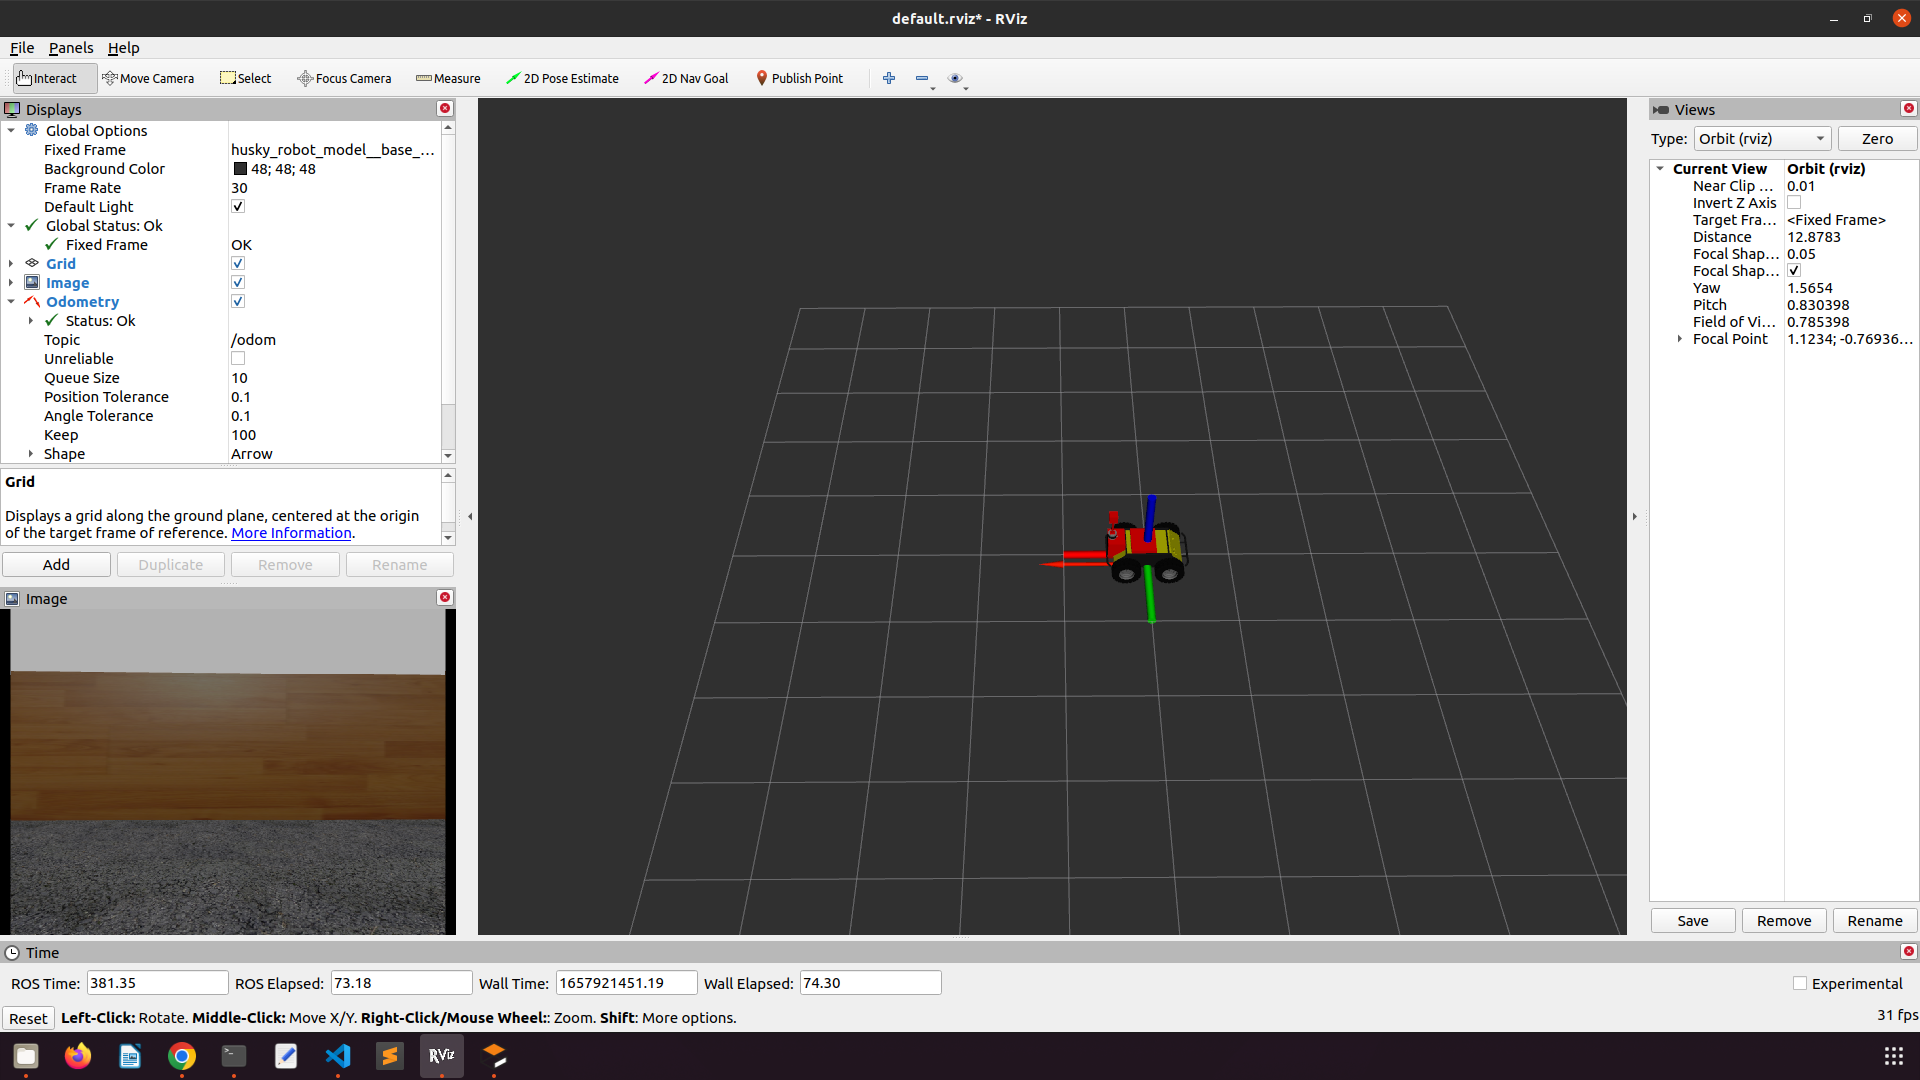 default.rviz* - RViz
File Panels Help
Interact Move Camera Select Focus Camera Measure 2D Pose Estimate 2D Nav Goal Publish Point
Displays
Global Options
Fixed Frame husky_robot_model__base_...
Background Color 48; 48; 48
Frame Rate 30
Default Light
Global Status: Ok
Fixed Frame OK
Grid
Image
Odometry
Status: Ok
Topic /odom
Unreliable
Queue Size 10
Position Tolerance 0.1
Angle Tolerance 0.1
Keep 100
Shape Arrow
Grid
Displays a grid along the ground plane, centered at the origin
of the target frame of reference. More Information.
Add Duplicate Remove Rename
Image
Views
Type: Orbit (rviz) Zero
Current View Orbit (rviz)
Near Clip ... 0.01
Invert Z Axis
Target Fra... <Fixed Frame>
Distance 12.8783
Focal Shap... 0.05
Focal Shap...
Yaw 1.5654
Pitch 0.830398
Field of Vi... 0.785398
Focal Point 1.1234; -0.76936...
Save Remove Rename
Time
ROS Time: 381.35 ROS Elapsed: 73.18 Wall Time: 1657921451.19 Wall Elapsed: 74.30 Experimental
Reset Left-Click: Rotate. Middle-Click: Move X/Y. Right-Click/Mouse Wheel:: Zoom. Shift: More options. 31 fps
RViz